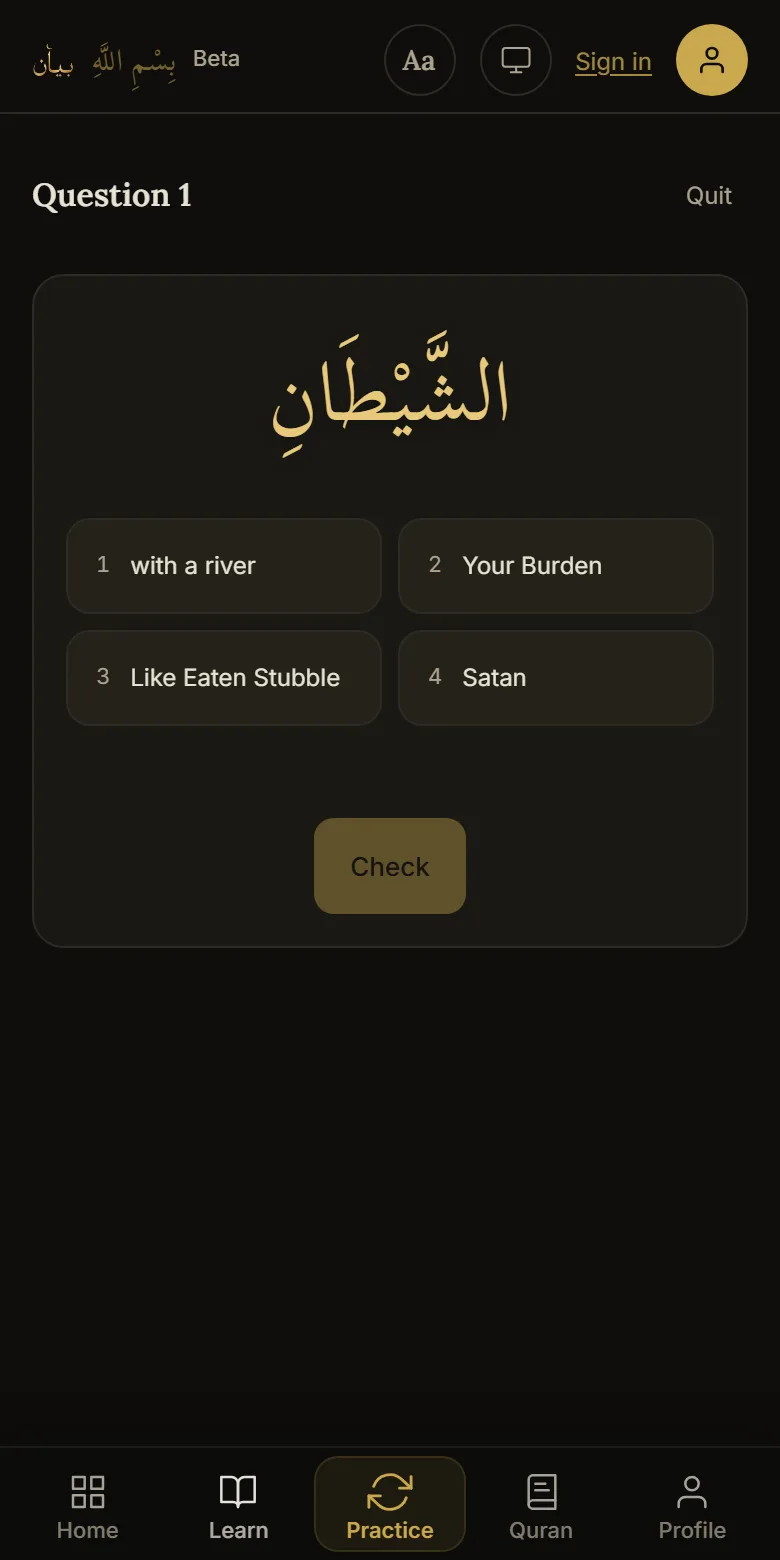 بيان بِسْمِ اللَّهِ Beta Aa Sign in
Question 1 Quit
الشَّيْطَانِ
1 with a river 2 Your Burden
3 Like Eaten Stubble 4 Satan
Check
Home Learn Practice Quran Profile